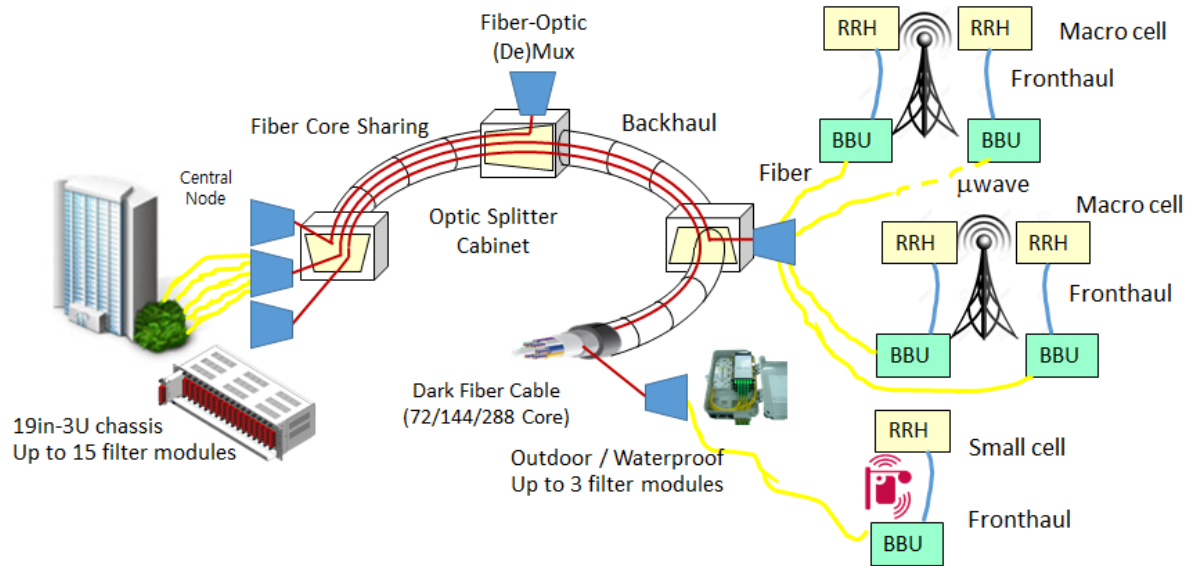 Fiber-Optic
(De)Mux
RRH
RRH
Macro cell
Fronthaul
Fiber Core Sharing
Backhaul
BBU
BBU
Central
Node
Fiber
μwave
Optic Splitter
Cabinet
Macro cell
RRH
RRH
Fronthaul
BBU
BBU
Dark Fiber Cable
(72/144/288 Core)
19in-3U chassis
Up to 15 filter modules
Outdoor / Waterproof
Up to 3 filter modules
RRH
Small cell
Fronthaul
BBU